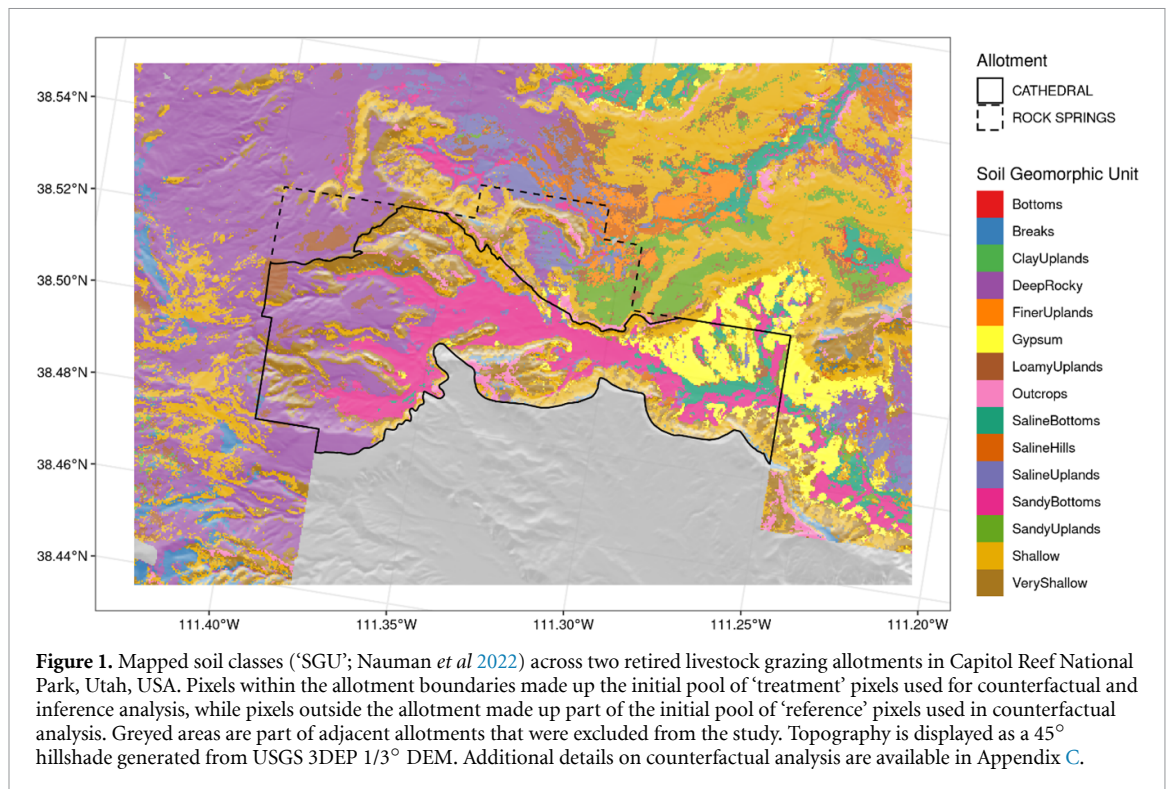 38.54°N
38.52°N
38.50°N
38.48°N
38.46°N
38.44°N
111.40°W
111.35°W
111.30°W
111.25°W
111.20°W
Allotment
CATHEDRAL
ROCK SPRINGS
Soil Geomorphic Unit
Bottoms
Breaks
ClayUplands
DeepRocky
FinerUplands
Gypsum
LoamyUplands
Outcrops
SalineBottoms
SalineHills
SalineUplands
SandyBottoms
SandyUplands
Shallow
VeryShallow
Figure 1. Mapped soil classes (‘SGU’; Nauman et al 2022) across two retired livestock grazing allotments in Capitol Reef National
Park, Utah, USA. Pixels within the allotment boundaries made up the initial pool of ‘treatment’ pixels used for counterfactual and
inference analysis, while pixels outside the allotment made up part of the initial pool of ‘reference’ pixels used in counterfactual
analysis. Greyed areas are part of adjacent allotments that were excluded from the study. Topography is displayed as a 45°
hillshade generated from USGS 3DEP 1/3° DEM. Additional details on counterfactual analysis are available in Appendix C.